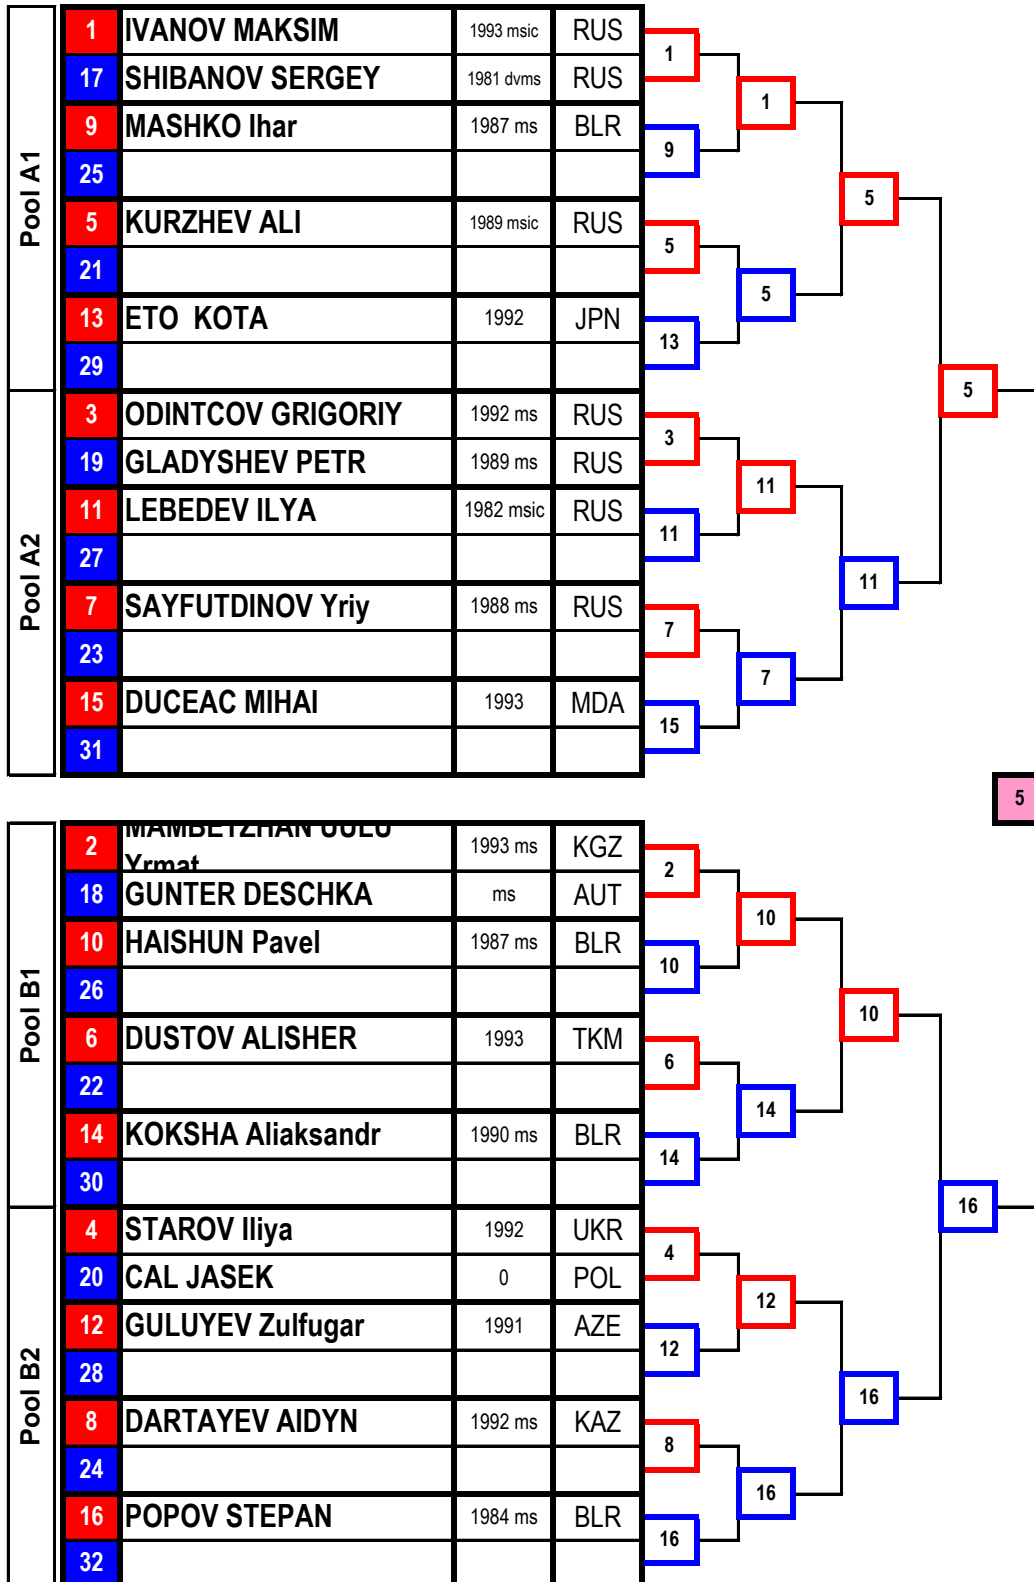 Pool A1
1 IVANOV MAKSIM 1993 msic RUS
17 SHIBANOV SERGEY 1981 dvms RUS
9 MASHKO Ihar 1987 ms BLR
25
5 KURZHEV ALI 1989 msic RUS
21
13 ETO KOTA 1992 JPN
29
1
9
5
13
1
5
5
Pool A2
3 ODINTCOV GRIGORIY 1992 ms RUS
19 GLADYSHEV PETR 1989 ms RUS
11 LEBEDEV ILYA 1982 msic RUS
27
7 SAYFUTDINOV Yriy 1988 ms RUS
23
15 DUCEAC MIHAI 1993 MDA
31
3
11
7
15
11
7
11
5
5
Pool B1
2 MAMBETZHAN UULU Yrmat 1993 ms KGZ
18 GUNTER DESCHKA ms AUT
10 HAISHUN Pavel 1987 ms BLR
26
6 DUSTOV ALISHER 1993 TKM
22
14 KOKSHA Aliaksandr 1990 ms BLR
30
2
10
6
14
10
14
10
Pool B2
4 STAROV Iliya 1992 UKR
20 CAL JASEK 0 POL
12 GULUYEV Zulfugar 1991 AZE
28
8 DARTAYEV AIDYN 1992 ms KAZ
24
16 POPOV STEPAN 1984 ms BLR
32
4
12
8
16
12
16
16
16